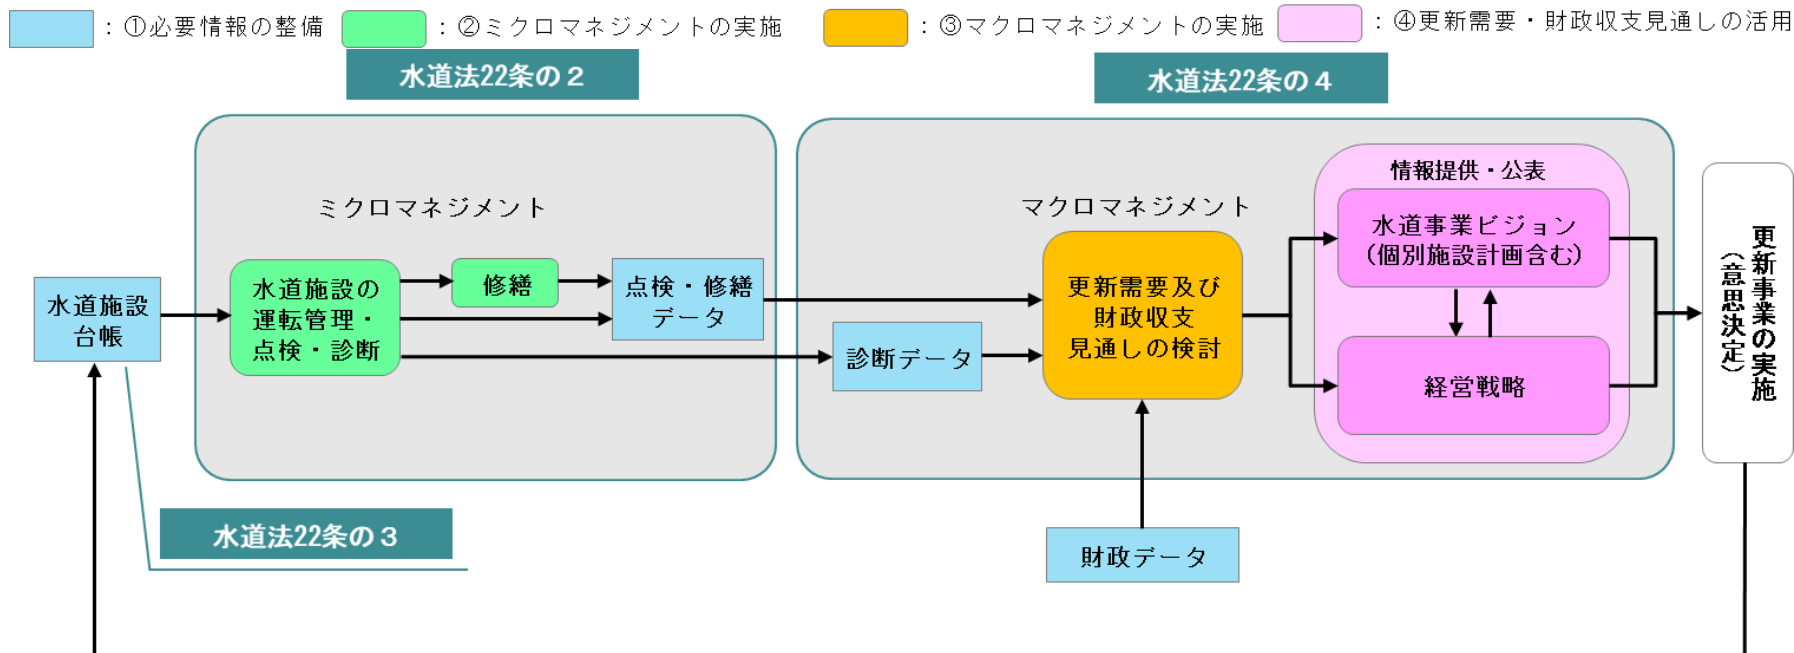 ：①必要情報の整備
：②ミクロマネジメントの実施
：③マクロマネジメントの実施
：④更新需要・財政収支見通しの活用
水道法22条の２
水道法22条の４
ミクロマネジメント
マクロマネジメント
情報提供・公表
水道施設
台帳
水道施設の
運転管理・
点検・診断
修繕
点検・修繕
データ
診断データ
更新需要及び
財政収支
見通しの検討
水道事業ビジョン
（個別施設計画含む）
経営戦略
更新事業の実施
（意思決定）
水道法22条の３
財政データ